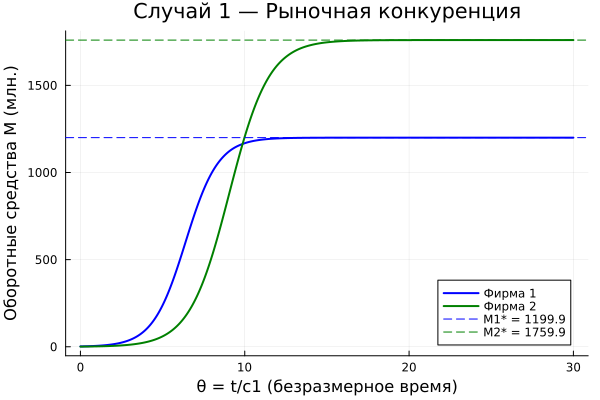 Случай 1 — Рыночная конкуренция
Оборотные средства М (млн.)
1500
1000
500
0
0
10
20
30
θ = t/c1 (безразмерное время)
Фирма 1
Фирма 2
M1* = 1199.9
M2* = 1759.9